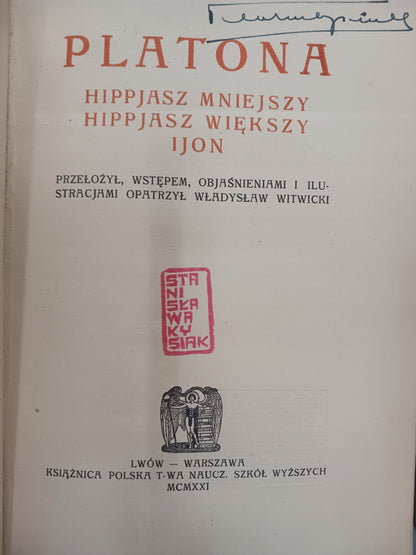 PLATONA
HIPPJASZ MNIEJSZY
HIPPJASZ WIĘKSZY
IJON
PRZEŁOŻYŁ, WSTĘPEM, OBJAŚNIENIAMI I ILU-
STRACJAMI OPATRZYŁ WŁADYSŁAW WITWICKI
STA
NI
SŁA
WA
KY
SIAK
LWÓW — WARSZAWA
KSIĄŻNICA POLSKA T-WA NAUCZ. SZKÓŁ WYŻSZYCH
MCMXXI